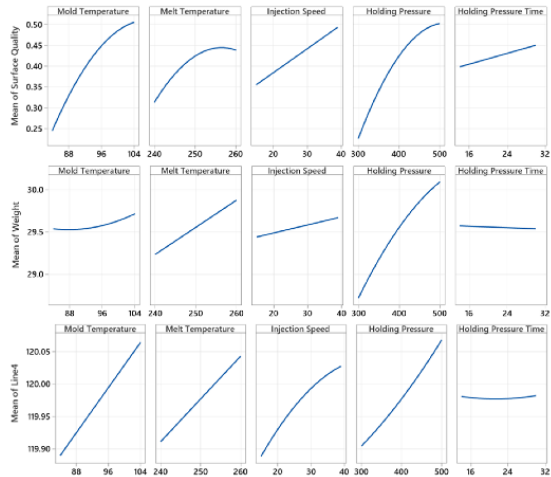 Mold Temperature Melt Temperature Injection Speed Holding Pressure Holding Pressure Time
Mean of Surface Quality
0.50
0.45
0.40
0.35
0.30
0.25
88 96 104 240 250 260 20 30 40 300 400 500 16 24 32
Mold Temperature Melt Temperature Injection Speed Holding Pressure Holding Pressure Time
Mean of Weight
30.0
29.5
29.0
88 96 104 240 250 260 20 30 40 300 400 500 16 24 32
Mold Temperature Melt Temperature Injection Speed Holding Pressure Holding Pressure Time
Mean of Line4
120.05
120.00
119.95
119.90
88 96 104 240 250 260 20 30 40 300 400 500 16 24 32